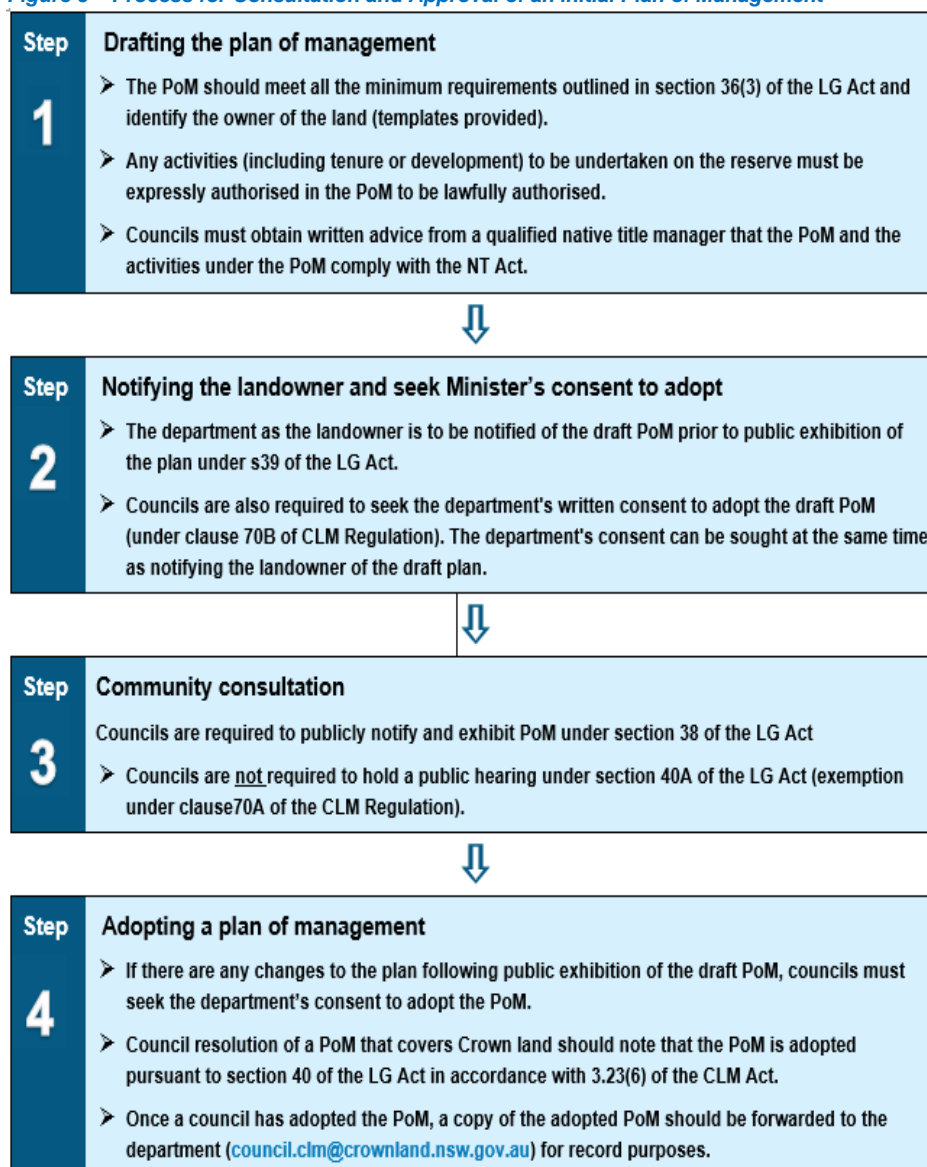 Figure 3 – Process for Consultation and Approval of an Initial Plan of Management
Step Drafting the plan of management
1
➢ The PoM should meet all the minimum requirements outlined in section 36(3) of the LG Act and
identify the owner of the land (templates provided).
➢ Any activities (including tenure or development) to be undertaken on the reserve must be
expressly authorised in the PoM to be lawfully authorised.
➢ Councils must obtain written advice from a qualified native title manager that the PoM and the
activities under the PoM comply with the NT Act.
Step Notifying the landowner and seek Minister's consent to adopt
2
➢ The department as the landowner is to be notified of the draft PoM prior to public exhibition of
the plan under s39 of the LG Act.
➢ Councils are also required to seek the department's written consent to adopt the draft PoM
(under clause 70B of CLM Regulation). The department's consent can be sought at the same time
as notifying the landowner of the draft plan.
Step Community consultation
3
Councils are required to publicly notify and exhibit PoM under section 38 of the LG Act
➢ Councils are not required to hold a public hearing under section 40A of the LG Act (exemption
under clause70A of the CLM Regulation).
Step Adopting a plan of management
4
➢ If there are any changes to the plan following public exhibition of the draft PoM, councils must
seek the department's consent to adopt the PoM.
➢ Council resolution of a PoM that covers Crown land should note that the PoM is adopted
pursuant to section 40 of the LG Act in accordance with 3.23(6) of the CLM Act.
➢ Once a council has adopted the PoM, a copy of the adopted PoM should be forwarded to the
department (council.clm@crownland.nsw.gov.au) for record purposes.